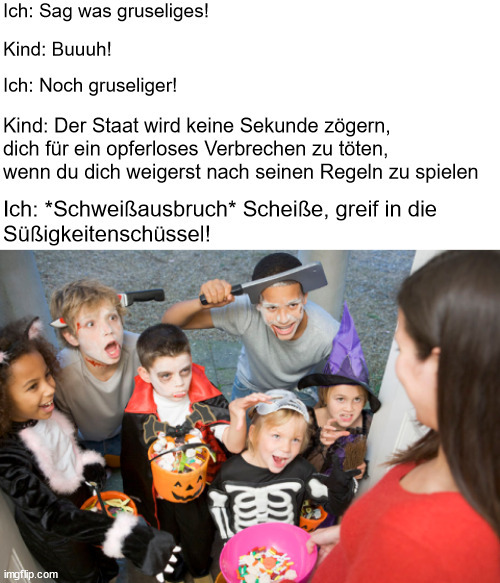 Ich: Sag was gruseliges!
Kind: Buuuh!
Ich: Noch gruseliger!
Kind: Der Staat wird keine Sekunde zögern,
dich für ein opferloses Verbrechen zu töten,
wenn du dich weigerst nach seinen Regeln zu spielen
Ich: *Schweißausbruch* Scheiße, greif in die
Süßigkeitenschüssel!
imgflip.com